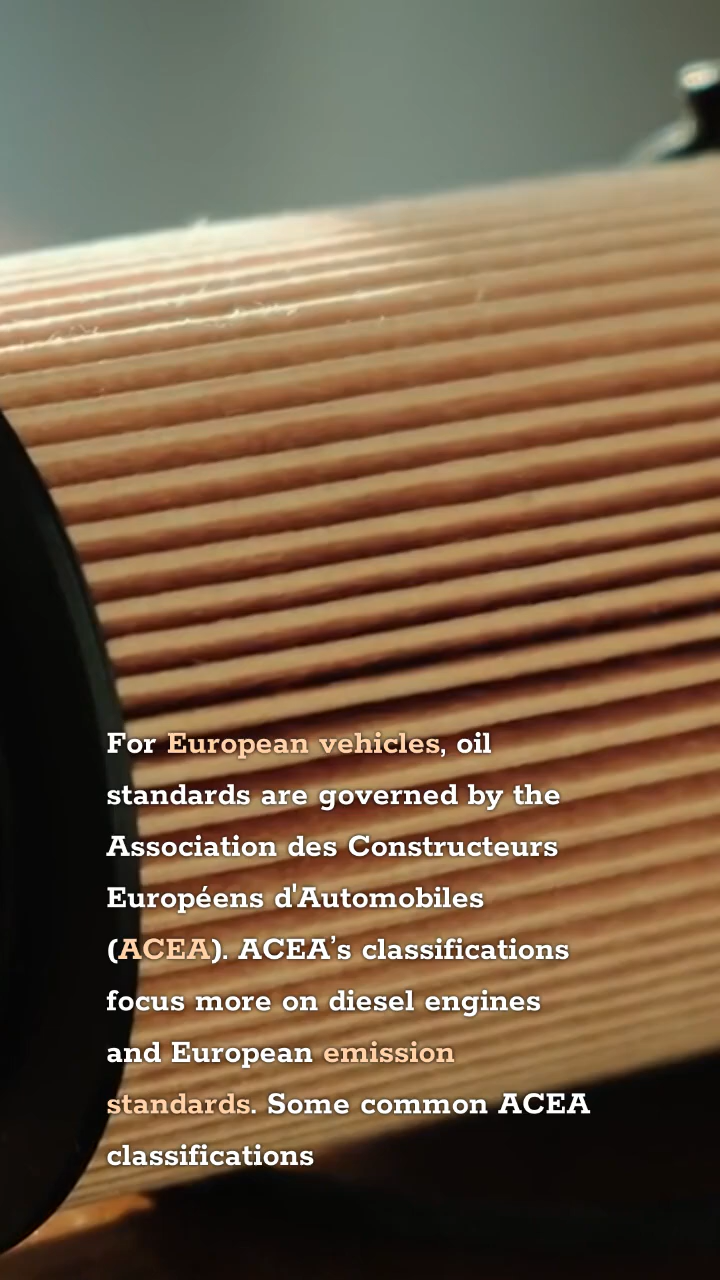 For European vehicles, oil
standards are governed by the
Association des Constructeurs
Européens d'Automobiles
(ACEA). ACEA’s classifications
focus more on diesel engines
and European emission
standards. Some common ACEA
classifications